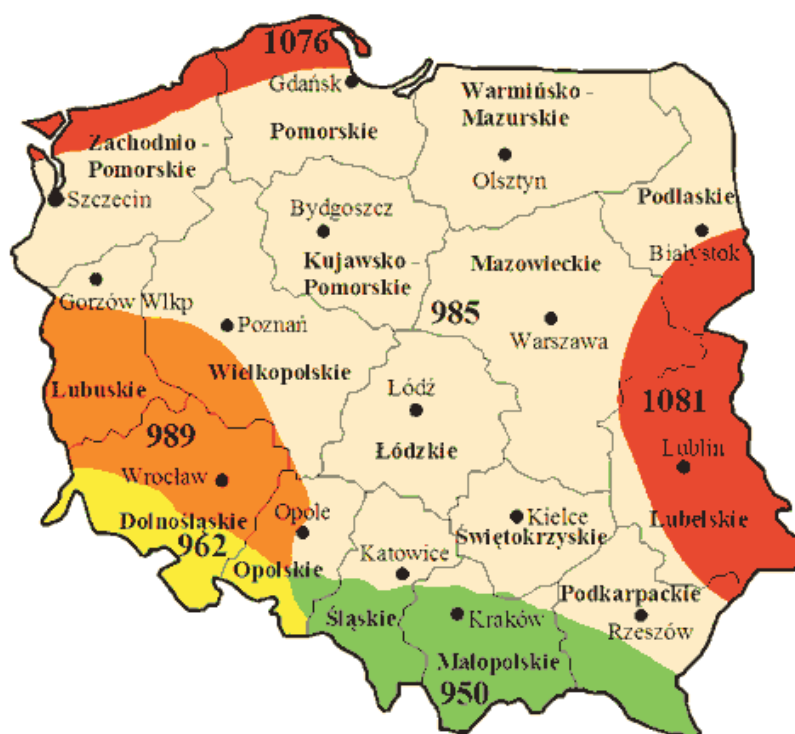 1076
Gdańsk
Warmińsko -
Mazurskie
Zachodnio -
Pomorskie
Pomorskie
Olsztyn
Szczecin
Podlaskie
Bydgoszcz
Białystok
Kujawsko -
Pomorskie
Mazowieckie
Gorzów Wlkp
985
Poznań
Warszawa
Wielkopolskie
Lubuskie
Łódź
1081
989
Łódzkie
Lublin
Wrocław
Dolnośląskie
Opole
Kielce
Lubelskie
Świętokrzyskie
962
Katowice
Opolskie
Podkarpackie
Śląskie
Kraków
Rzeszów
Małopolskie
950